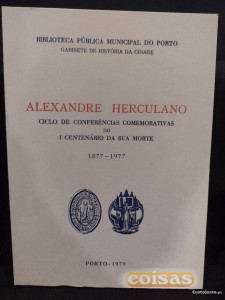 BIBLIOTECA PÚBLICA MUNICIPAL DO PORTO
GABINETE DE HISTÓRIA DA CIDADE
ALEXANDRE HERCULANO
CICLO DE CONFERÊNCIAS COMEMORATIVAS
DO
I CENTENÁRIO DA SUA MORTE
1877-1977
PORTO-1979
coisas